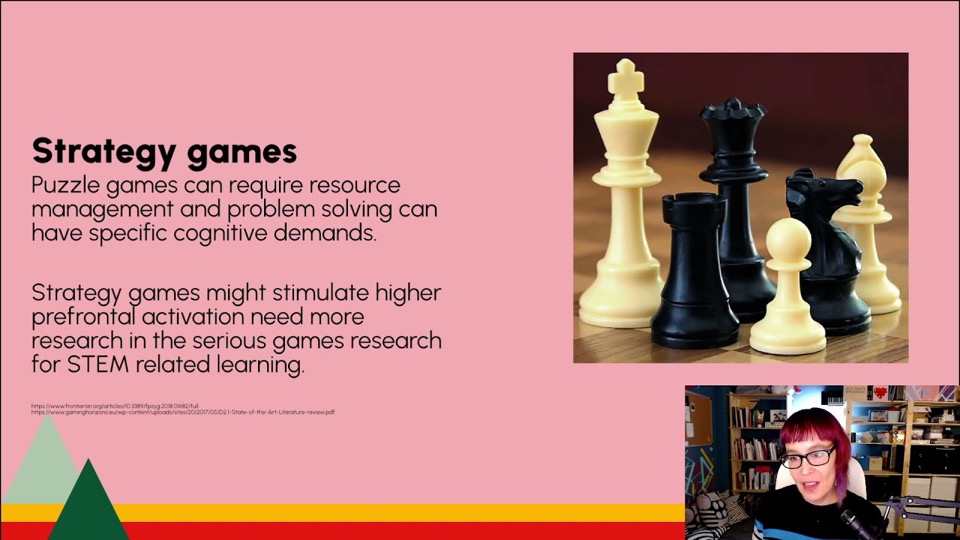 Strategy games
Puzzle games can require resource
management and problem solving can
have specific cognitive demands.
Strategy games might stimulate higher
prefrontal activation need more
research in the serious games research
for STEM related learning.